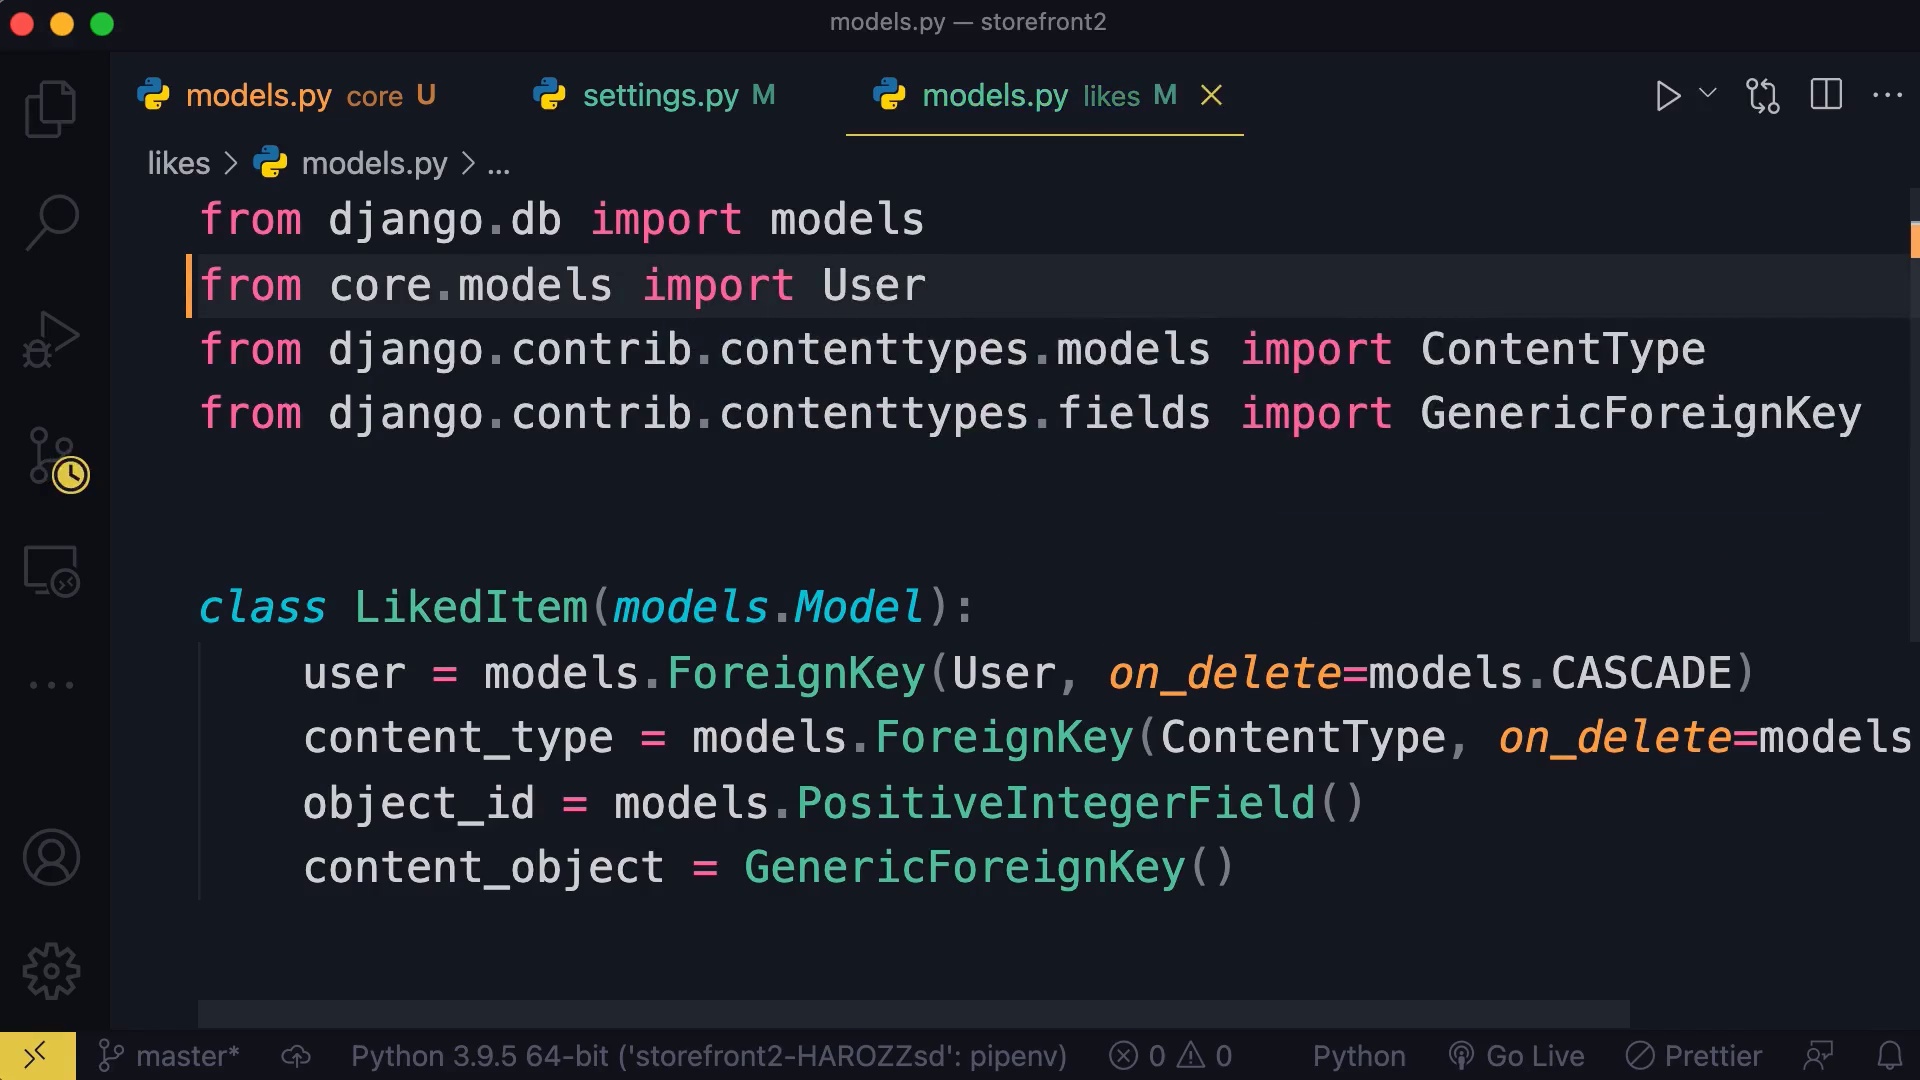 models.py — storefront2
models.py core U
settings.py M
models.py likes M
likes > models.py > ...
from django.db import models
from core.models import User
from django.contrib.contenttypes.models import ContentType
from django.contrib.contenttypes.fields import GenericForeignKey
class LikedItem(models.Model):
user = models.ForeignKey(User, on_delete=models.CASCADE)
content_type = models.ForeignKey(ContentType, on_delete=models
object_id = models.PositiveIntegerField()
content_object = GenericForeignKey()
master* Python 3.9.5 64-bit ('storefront2-HAROZZsd': pipenv) 0 0 Python Go Live Prettier